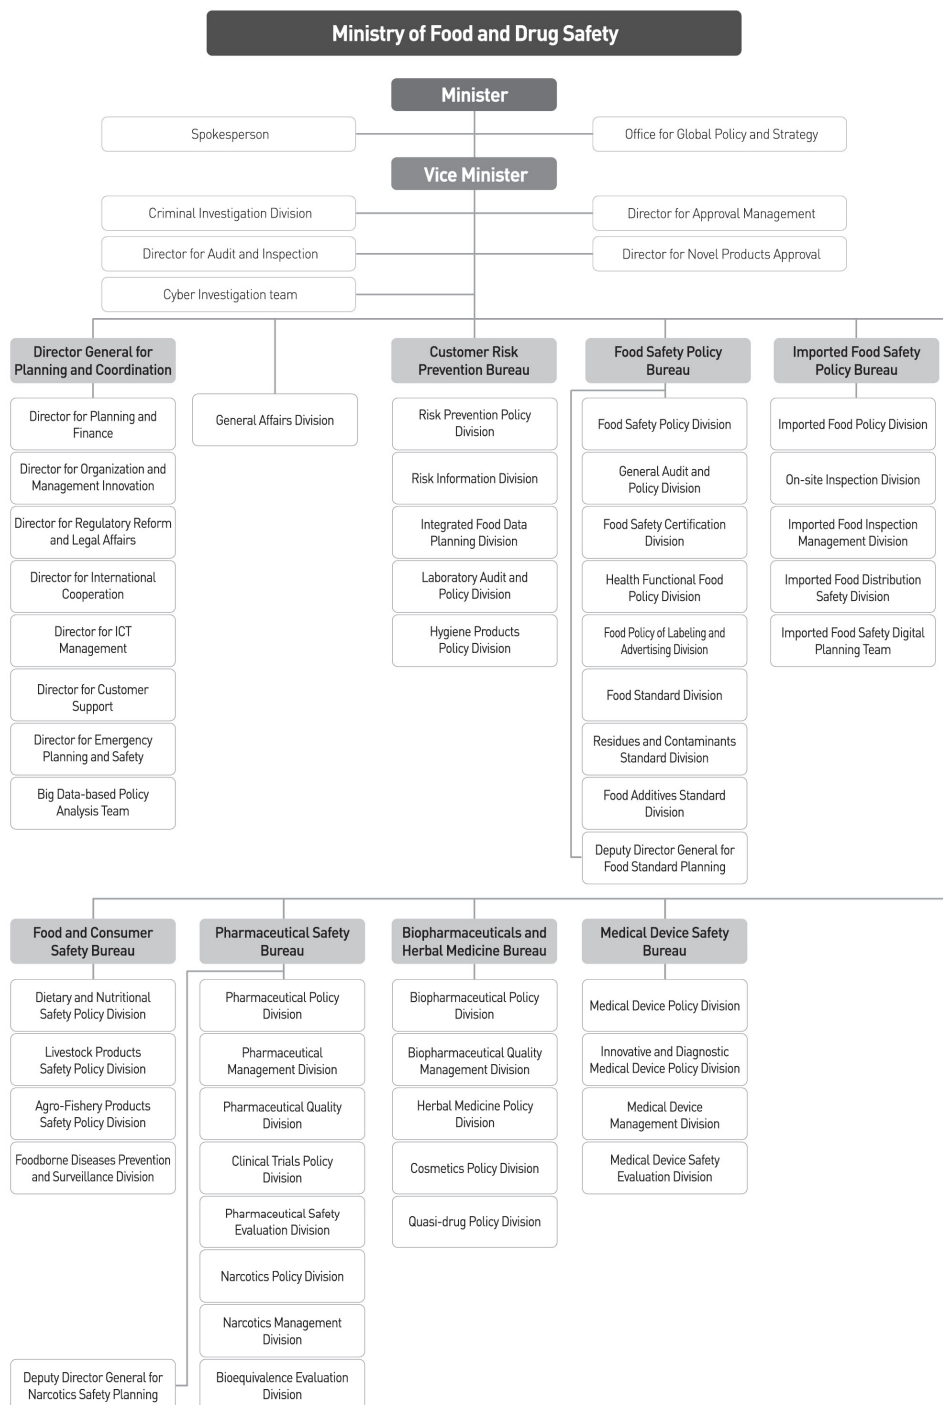 Ministry of Food and Drug Safety
Minister
Spokesperson
Office for Global Policy and Strategy
Vice Minister
Criminal Investigation Division
Director for Approval Management
Director for Audit and Inspection
Director for Novel Products Approval
Cyber Investigation team
Director General for
Planning and Coordination
Director for Planning and
Finance
Director for Organization and
Management Innovation
Director for Regulatory Reform
and Legal Affairs
Director for International
Cooperation
Director for ICT
Management
Director for Customer
Support
Director for Emergency
Planning and Safety
Big Data-based Policy
Analysis Team
General Affairs Division
Customer Risk
Prevention Bureau
Risk Prevention Policy
Division
Risk Information Division
Integrated Food Data
Planning Division
Laboratory Audit and
Policy Division
Hygiene Products
Policy Division
Food Safety Policy
Bureau
Food Safety Policy Division
General Audit and
Policy Division
Food Safety Certification
Division
Health Functional Food
Policy Division
Food Policy of Labeling and
Advertising Division
Food Standard Division
Residues and Contaminants
Standard Division
Food Additives Standard
Division
Deputy Director General for
Food Standard Planning
Imported Food Safety
Policy Bureau
Imported Food Policy Division
On-site Inspection Division
Imported Food Inspection
Management Division
Imported Food Distribution
Safety Division
Imported Food Safety Digital
Planning Team
Food and Consumer
Safety Bureau
Dietary and Nutritional
Safety Policy Division
Livestock Products
Safety Policy Division
Agro-Fishery Products
Safety Policy Division
Foodborne Diseases Prevention
and Surveillance Division
Deputy Director General for
Narcotics Safety Planning
Pharmaceutical Safety
Bureau
Pharmaceutical Policy
Division
Pharmaceutical
Management Division
Pharmaceutical Quality
Division
Clinical Trials Policy
Division
Pharmaceutical Safety
Evaluation Division
Narcotics Policy Division
Narcotics Management
Division
Bioequivalence Evaluation
Division
Biopharmaceuticals and
Herbal Medicine Bureau
Biopharmaceutical Policy
Division
Biopharmaceutical Quality
Management Division
Herbal Medicine Policy
Division
Cosmetics Policy Division
Quasi-drug Policy Division
Medical Device Safety
Bureau
Medical Device Policy Division
Innovative and Diagnostic
Medical Device Policy Division
Medical Device
Management Division
Medical Device Safety
Evaluation Division